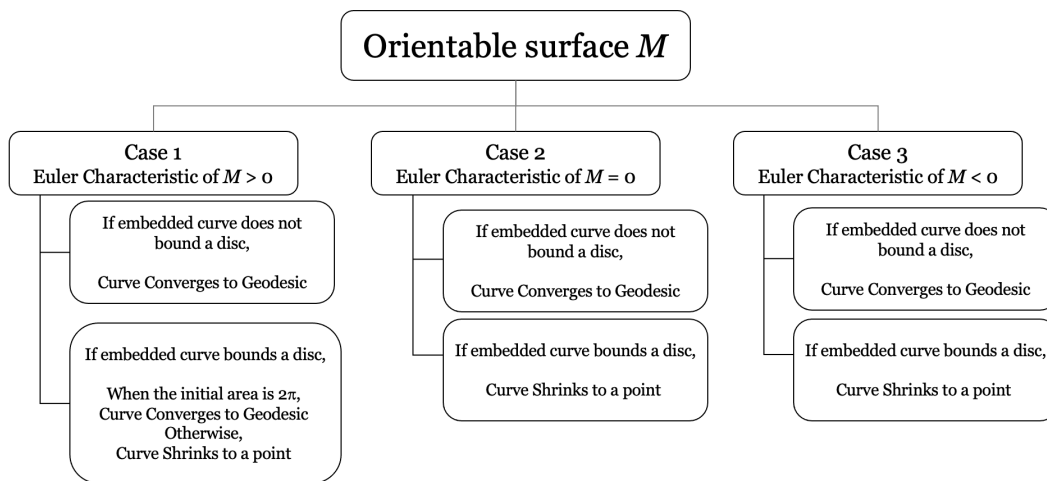 Orientable surface M
Case 1
Euler Characteristic of M > 0
If embedded curve does not
bound a disc,
Curve Converges to Geodesic
If embedded curve bounds a disc,
When the initial area is 2π,
Curve Converges to Geodesic
Otherwise,
Curve Shrinks to a point
Case 2
Euler Characteristic of M = 0
If embedded curve does not
bound a disc,
Curve Converges to Geodesic
If embedded curve bounds a disc,
Curve Shrinks to a point
Case 3
Euler Characteristic of M < 0
If embedded curve does not
bound a disc,
Curve Converges to Geodesic
If embedded curve bounds a disc,
Curve Shrinks to a point